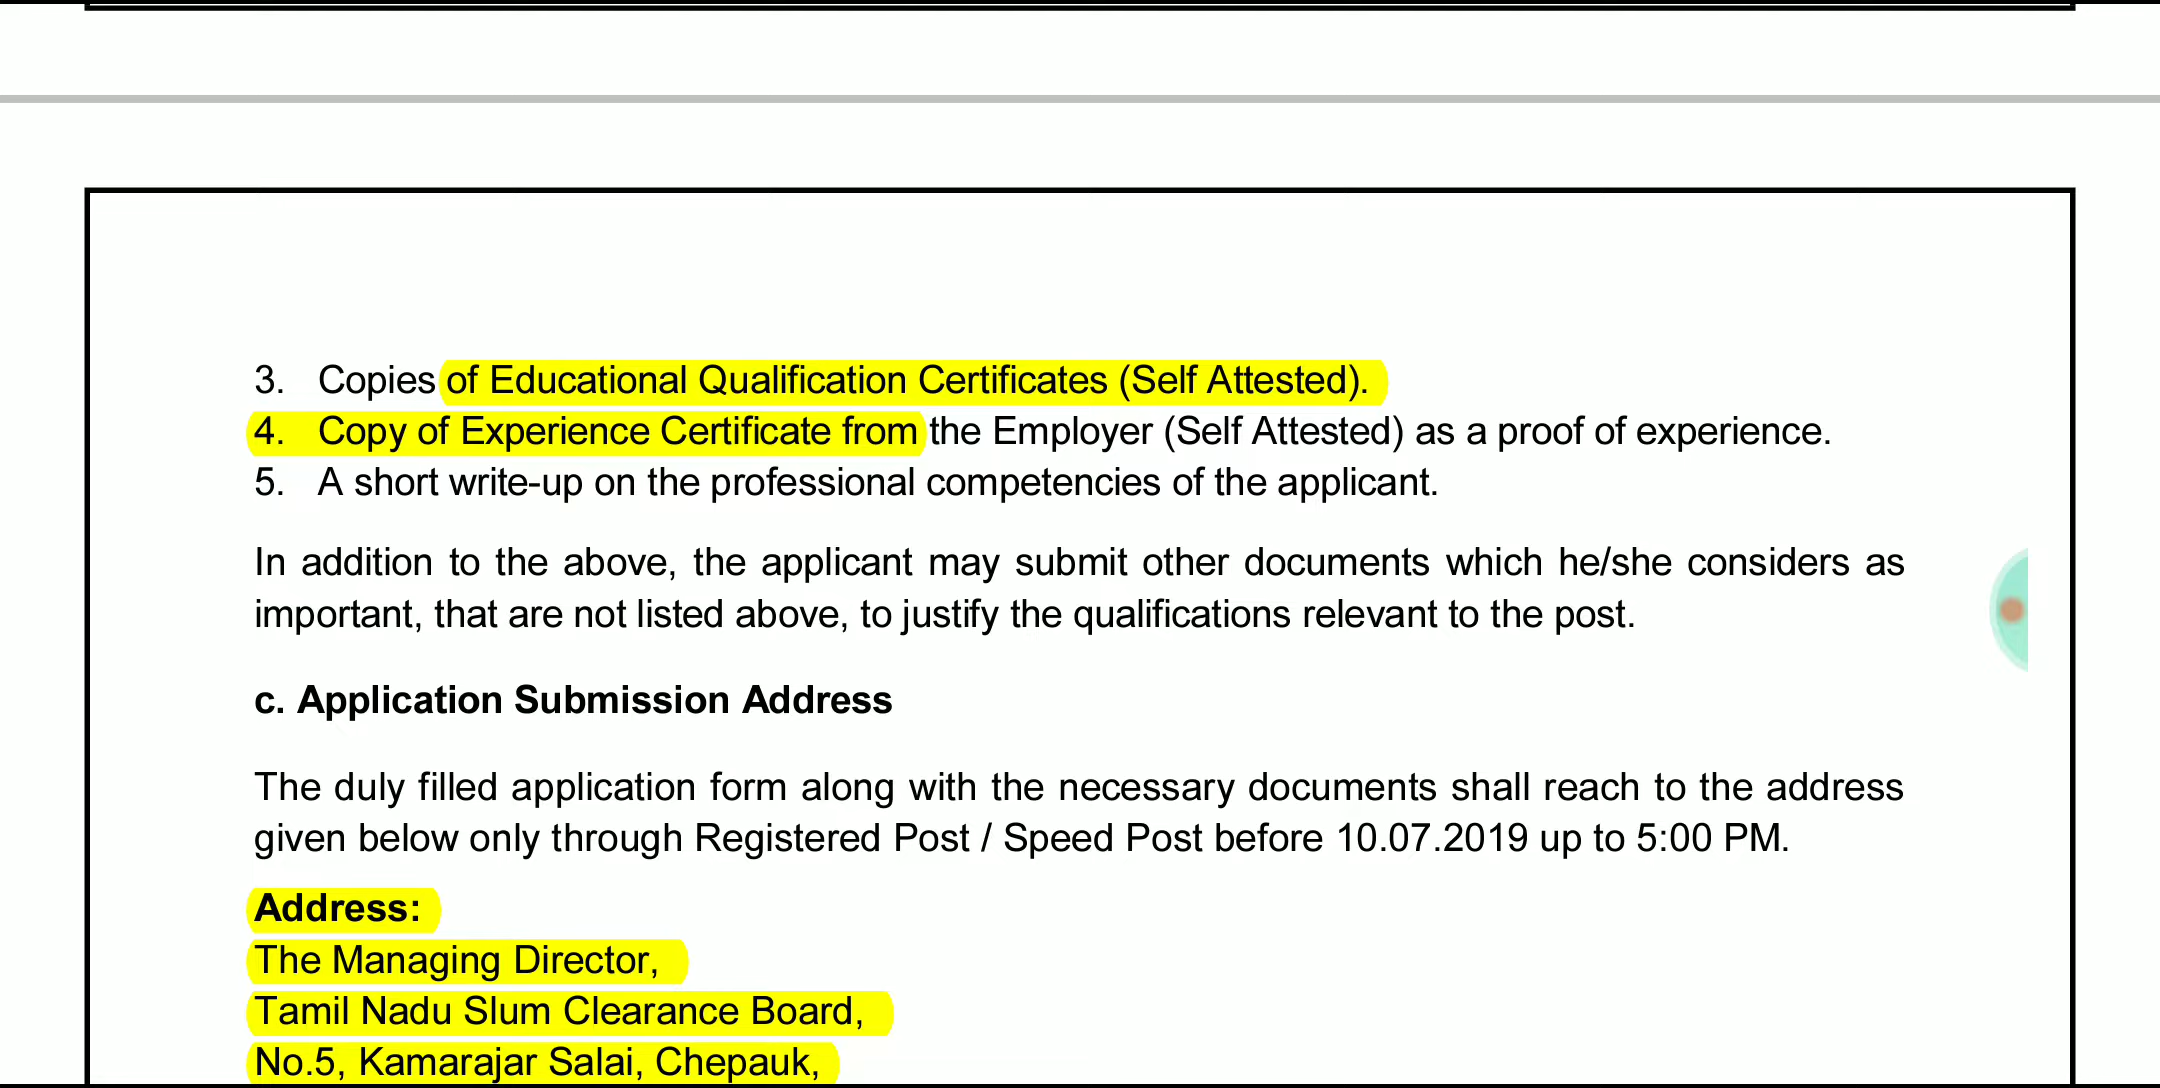 3. Copies of Educational Qualification Certificates (Self Attested).
4. Copy of Experience Certificate from the Employer (Self Attested) as a proof of experience.
5. A short write-up on the professional competencies of the applicant.
In addition to the above, the applicant may submit other documents which he/she considers as
important, that are not listed above, to justify the qualifications relevant to the post.
c. Application Submission Address
The duly filled application form along with the necessary documents shall reach to the address
given below only through Registered Post / Speed Post before 10.07.2019 up to 5:00 PM.
Address:
The Managing Director,
Tamil Nadu Slum Clearance Board,
No.5, Kamarajar Salai, Chepauk,